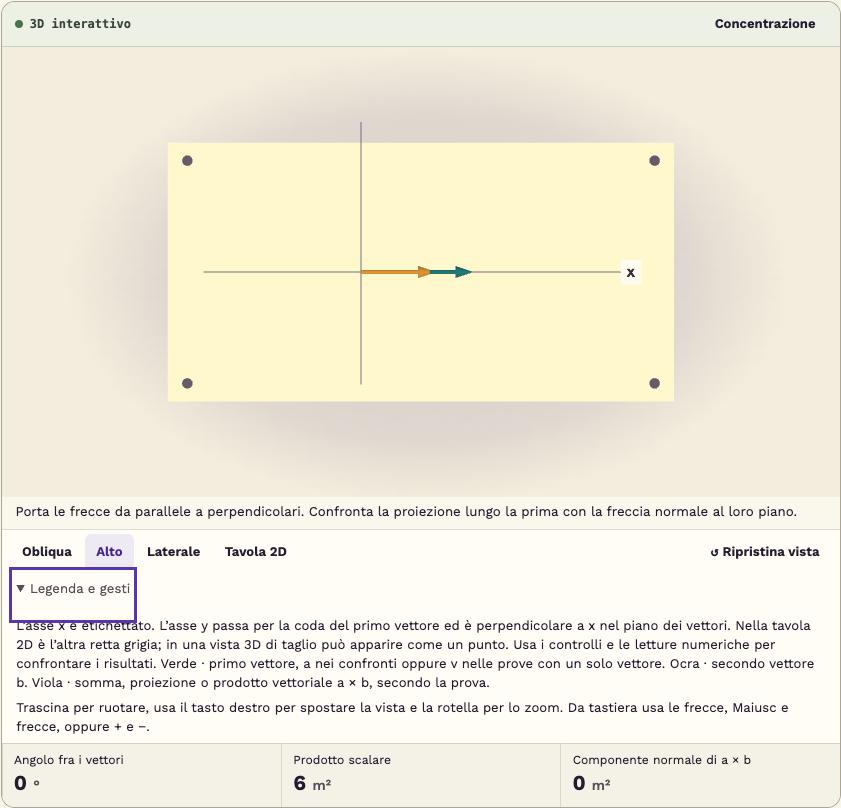 3D interattivo
Concentrazione
x
Porta le frecce da parallele a perpendicolari. Confronta la proiezione lungo la prima con la freccia normale al loro piano.
Obliqua Alto Laterale Tavola 2D
↺ Ripristina vista
▼ Legenda e gesti
L’asse x è etichettato. L’asse y passa per la coda del primo vettore ed è perpendicolare a x nel piano dei vettori. Nella tavola
2D è l’altra retta grigia; in una vista 3D di taglio può apparire come un punto. Usa i controlli e le letture numeriche per
confrontare i risultati. Verde · primo vettore, a nei confronti oppure v nelle prove con un solo vettore. Ocra · secondo vettore
b. Viola · somma, proiezione o prodotto vettoriale a × b, secondo la prova.
Trascina per ruotare, usa il tasto destro per spostare la vista e la rotella per lo zoom. Da tastiera usa le frecce, Maiusc e
frecce, oppure + e −.
Angolo fra i vettori
0 °
Prodotto scalare
6 m²
Componente normale di a × b
0 m²